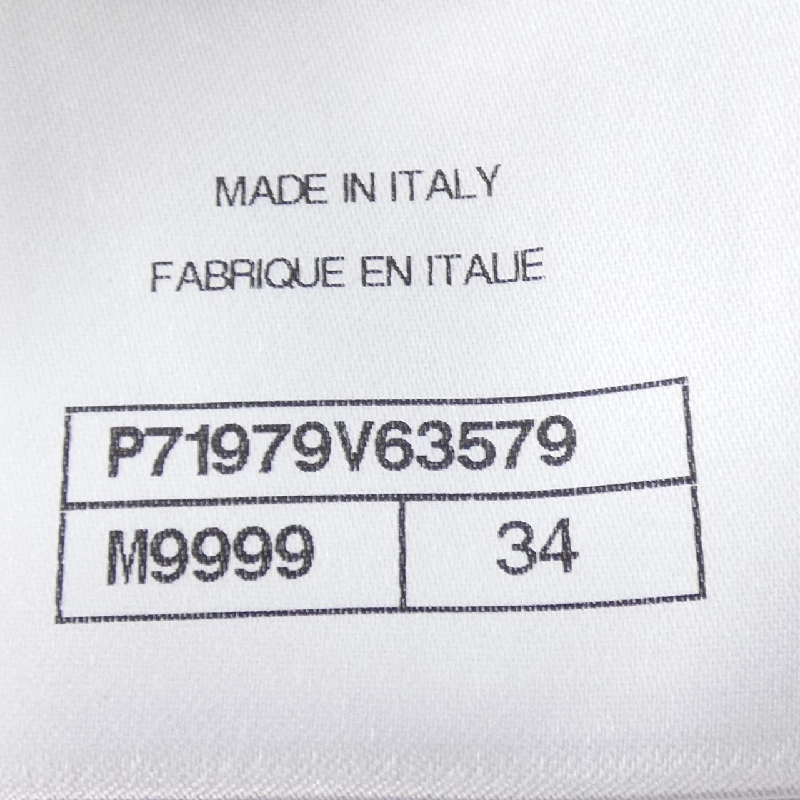 MADE IN ITALY
FABRIQUE EN ITALIE
P71979V63579
M9999 34